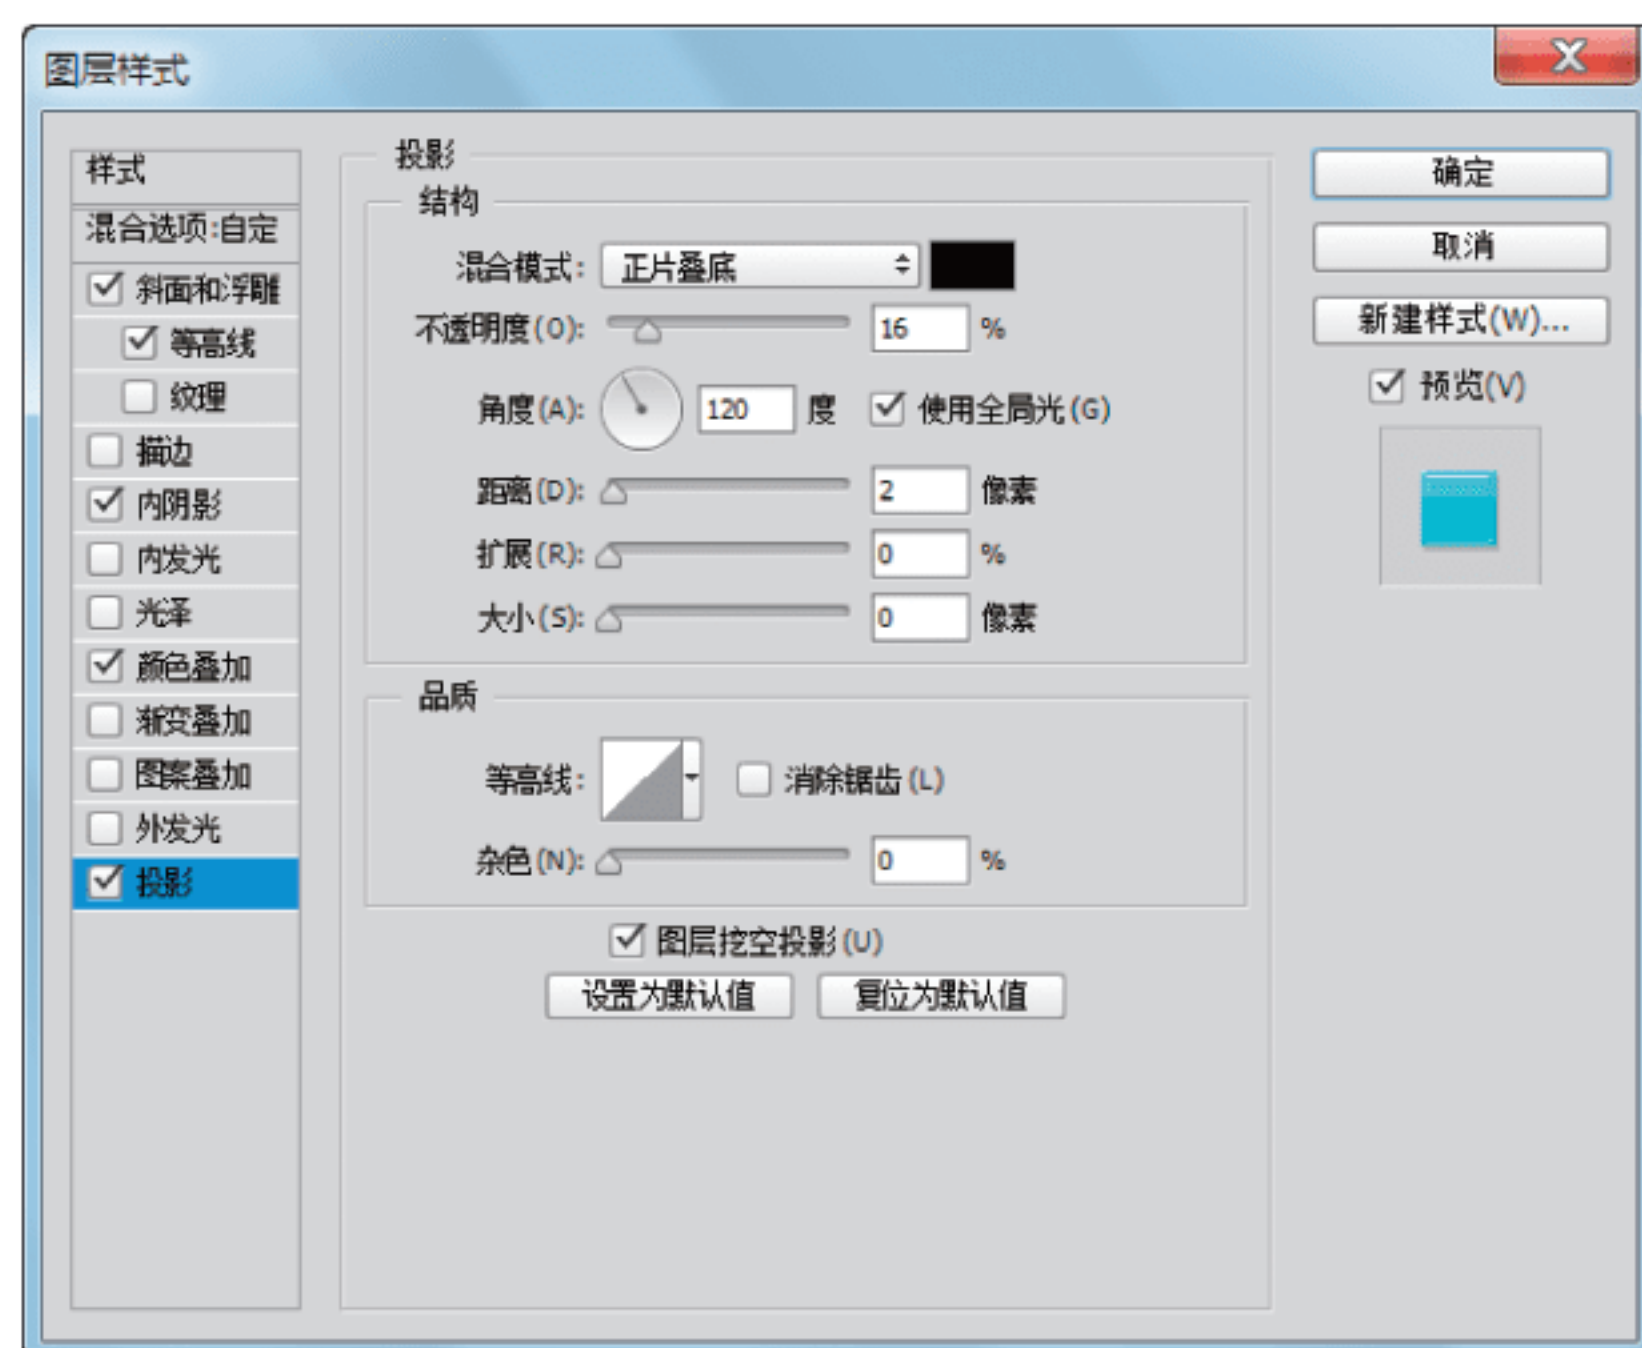 图层样式
样式
混合选项:自定
斜面和浮雕
等高线
纹理
描边
内阴影
内发光
光泽
颜色叠加
渐变叠加
图案叠加
外发光
投影
投影
结构
混合模式: 正片叠底
不透明度(O): 16 %
角度(A): 120 度 使用全局光(G)
距离(D): 2 像素
扩展(R): 0 %
大小(S): 0 像素
品质
等高线: 消除锯齿(L)
杂色(N): 0 %
图层挖空投影(U)
设置为默认值 复位为默认值
确定
取消
新建样式(W)...
预览(V)